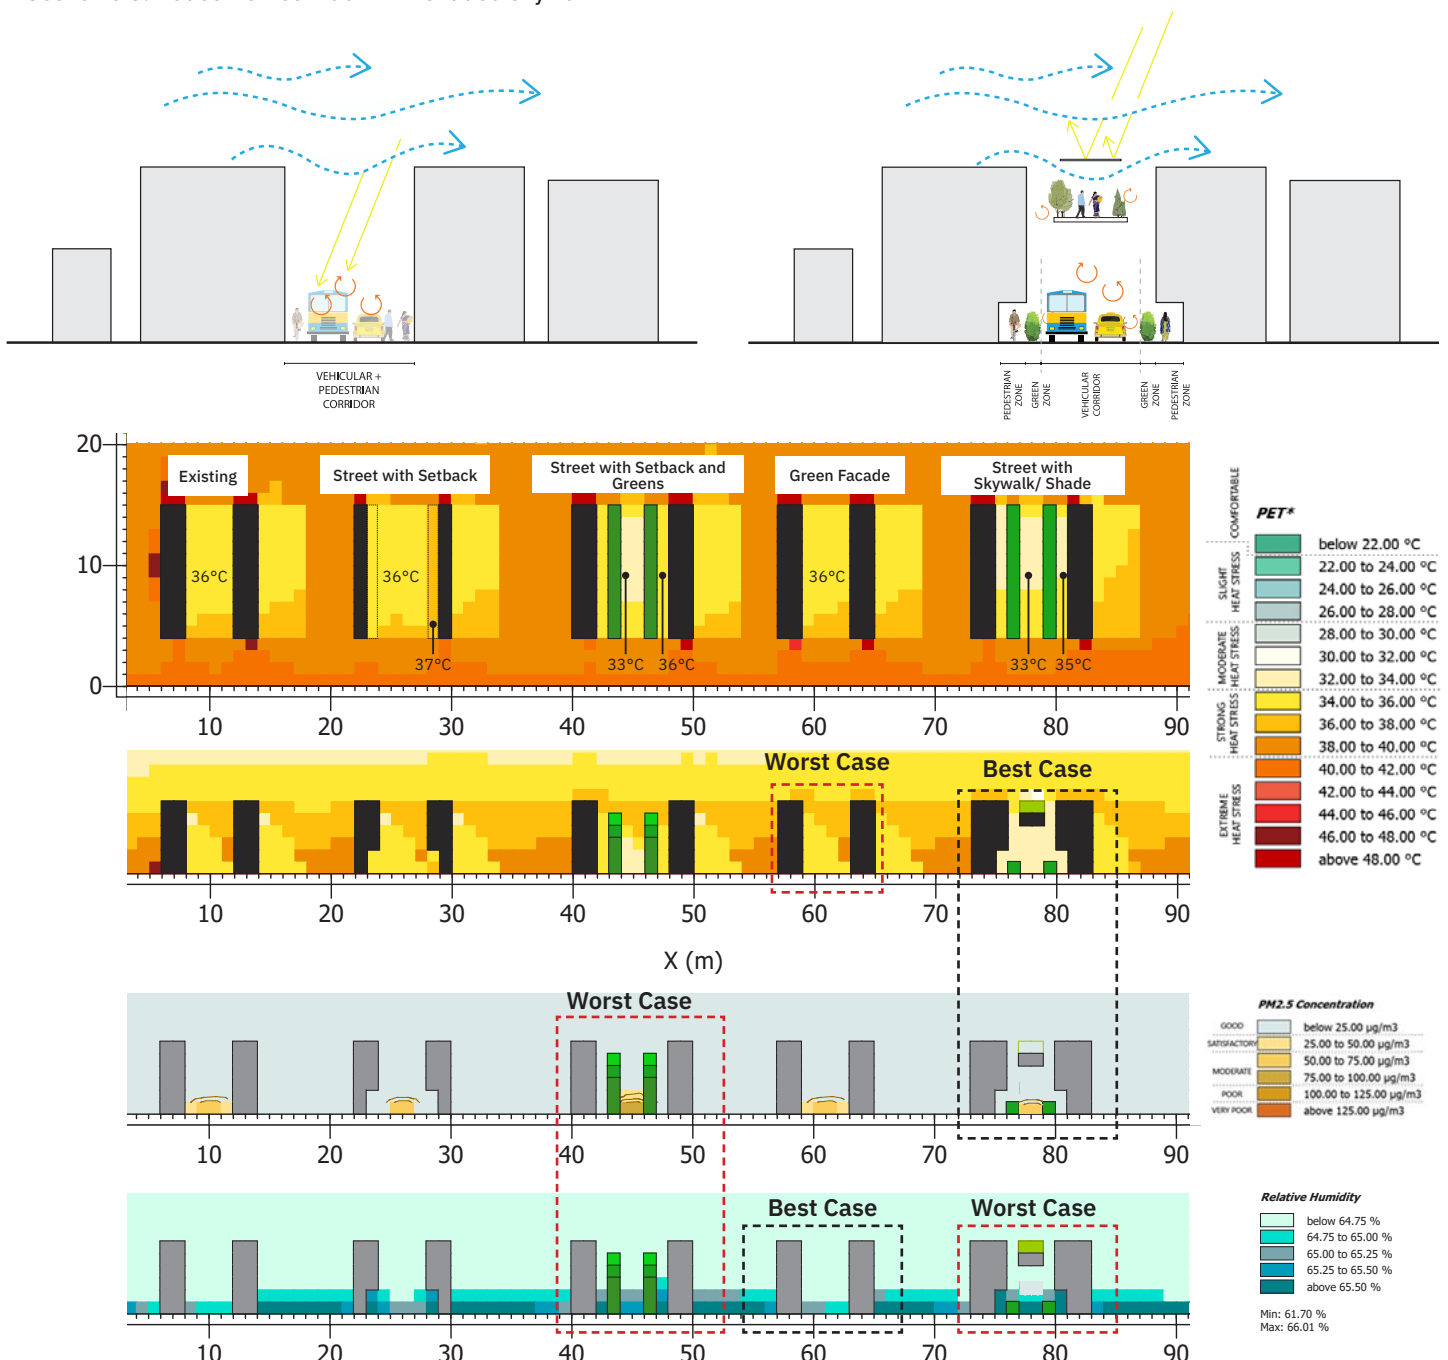 VEHICULAR +
PEDESTRIAN
CORRIDOR
PEDESTRIAN
ZONE
GREEN
ZONE
VEHICULAR
CORRIDOR
GREEN
ZONE
PEDESTRIAN
ZONE
20
10
0
Existing
Street with Setback
Street with Setback and
Greens
Green Facade
Street with
Skywalk/ Shade
36°C
36°C
36°C
37°C
33°C
36°C
33°C
35°C
10 20 30 40 50 60 70 80 90
COMFORTABLE
SLIGHT
HEAT STRESS
MODERATE
HEAT STRESS
STRONG
HEAT STRESS
EXTREME
HEAT STRESS
PET*
below 22.00 °C
22.00 to 24.00 °C
24.00 to 26.00 °C
26.00 to 28.00 °C
28.00 to 30.00 °C
30.00 to 32.00 °C
32.00 to 34.00 °C
34.00 to 36.00 °C
36.00 to 38.00 °C
38.00 to 40.00 °C
40.00 to 42.00 °C
42.00 to 44.00 °C
44.00 to 46.00 °C
46.00 to 48.00 °C
above 48.00 °C
Worst Case
Best Case
10 20 30 40 50 60 70 80 90
X (m)
Worst Case
10 20 30 40 50 60 70 80 90
PM2.5 Concentration
GOOD below 25.00 µg/m3
SATISFACTORY 25.00 to 50.00 µg/m3
50.00 to 75.00 µg/m3
MODERATE
75.00 to 100.00 µg/m3
POOR 100.00 to 125.00 µg/m3
VERY POOR above 125.00 µg/m3
Best Case
Worst Case
10 20 30 40 50 60 70 80 90
Relative Humidity
below 64.75 %
64.75 to 65.00 %
65.00 to 65.25 %
65.25 to 65.50 %
above 65.50 %
Min: 61.70 %
Max: 66.01 %